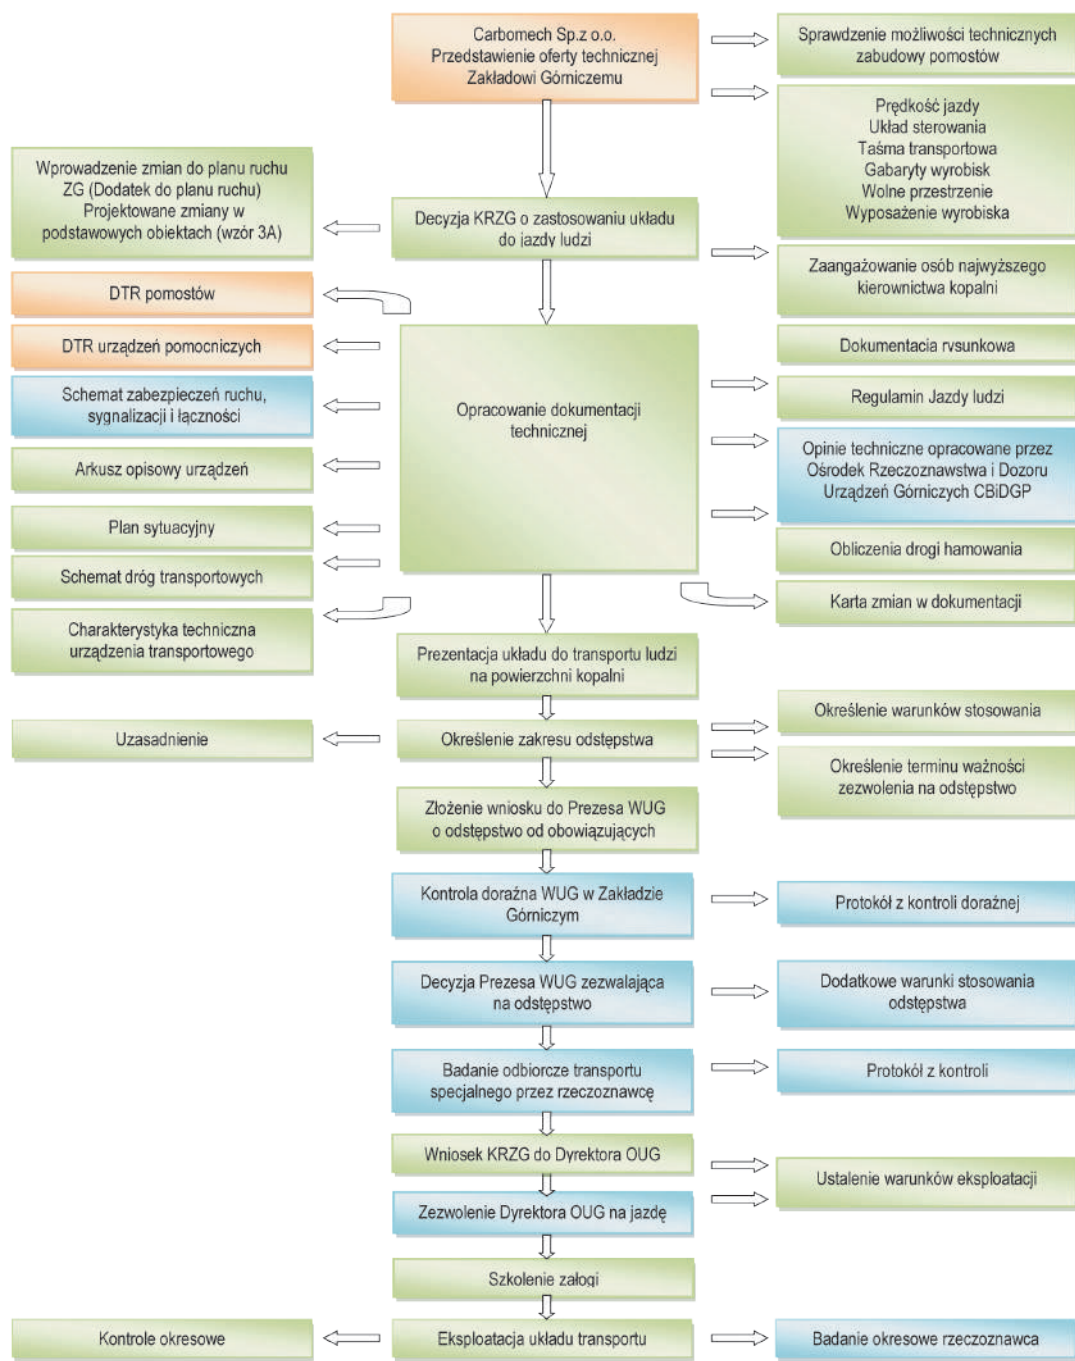 Carbomech Sp.z o.o.
Przedstawienie oferty technicznej
Zakładowi Górniczemu
Sprawdzenie możliwości technicznych
zabudowy pomostów
Prędkość jazdy
Układ sterowania
Taśma transportowa
Gabaryty wyrobisk
Wolne przestrzenie
Wyposażenie wyrobiska
Wprowadzenie zmian do planu ruchu
ZG (Dodatek do planu ruchu)
Projektowane zmiany w
podstawowych obiektach (wzór 3A)
Decyzja KRZG o zastosowaniu układu
do jazdy ludzi
Zaangażowanie osób najwyższego
kierownictwa kopalni
DTR pomostów
DTR urządzeń pomocniczych
Schemat zabezpieczeń ruchu,
sygnalizacji i łączności
Arkusz opisowy urządzeń
Plan sytuacyjny
Schemat dróg transportowych
Charakterystyka techniczna
urządzenia transportowego
Opracowanie dokumentacji
technicznej
Dokumentacia rvsunkowa
Regulamin Jazdy ludzi
Opinie techniczne opracowane przez
Ośrodek Rzeczoznawstwa i Dozoru
Urządzeń Górniczych CBiDGP
Obliczenia drogi hamowania
Karta zmian w dokumentacji
Prezentacja układu do transportu ludzi
na powierzchni kopalni
Uzasadnienie
Określenie zakresu odstępstwa
Określenie warunków stosowania
Określenie terminu ważności
zezwolenia na odstępstwo
Złożenie wniosku do Prezesa WUG
o odstępstwo od obowiązujących
Kontrola doraźna WUG w Zakładzie
Górniczym
Protokół z kontroli doraźnej
Decyzja Prezesa WUG zezwalająca
na odstępstwo
Dodatkowe warunki stosowania
odstępstwa
Badanie odbiorcze transportu
specjalnego przez rzeczoznawcę
Protokół z kontroli
Wniosek KRZG do Dyrektora OUG
Ustalenie warunków eksploatacji
Zezwolenie Dyrektora OUG na jazdę
Szkolenie załogi
Kontrole okresowe
Eksploatacja układu transportu
Badanie okresowe rzeczoznawca